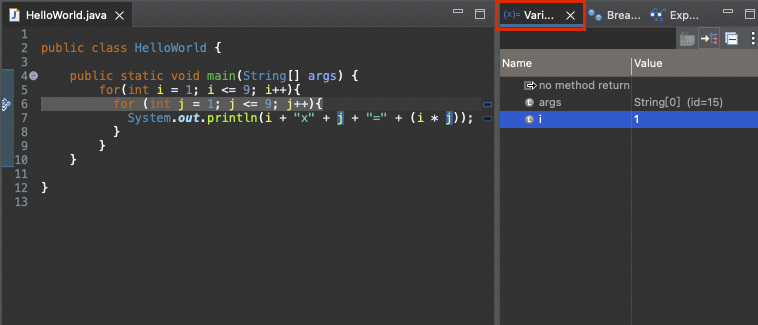 HelloWorld.java
1
2 public class HelloWorld {
3
4 public static void main(String[] args) {
5 for(int i = 1; i <= 9; i++){
6 for (int j = 1; j <= 9; j++){
7 System.out.println(i + "x" + j + "=" + (i * j));
8 }
9 }
10 }
11
12 }
13
(x)= Vari...
Brea...
Exp...
Name Value
no method return
args String[0] (id=15)
i 1